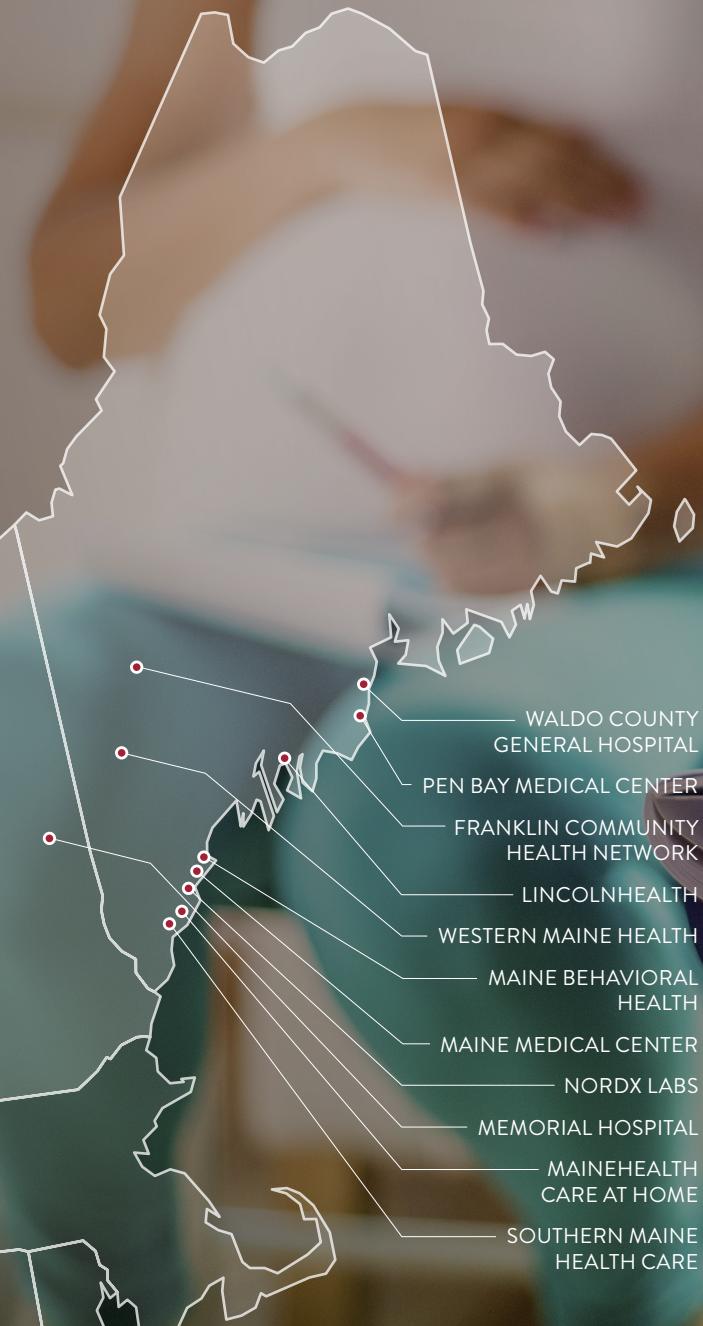 WALDO COUNTY
GENERAL HOSPITAL
PEN BAY MEDICAL CENTER
FRANKLIN COMMUNITY
HEALTH NETWORK
LINCOLNHEALTH
WESTERN MAINE HEALTH
MAINE BEHAVIORAL
HEALTH
MAINE MEDICAL CENTER
NORDX LABS
MEMORIAL HOSPITAL
MAINEHEALTH
CARE AT HOME
SOUTHERN MAINE
HEALTH CARE